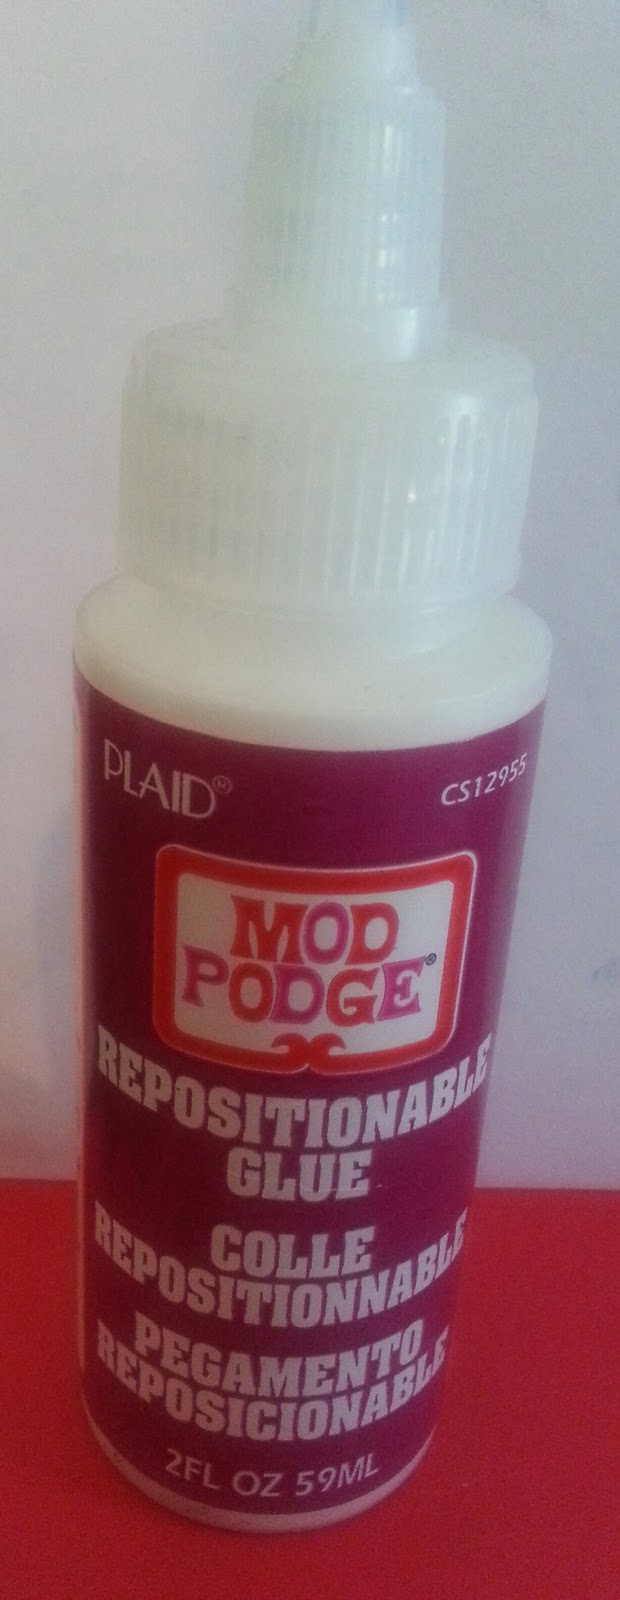 PLAID®
CS12955
MOD
PODGE®
REPOSITIONABLE
GLUE
COLLE
REPOSITIONNABLE
PEGAMENTO
REPOSICIONABLE
2FL OZ 59ML